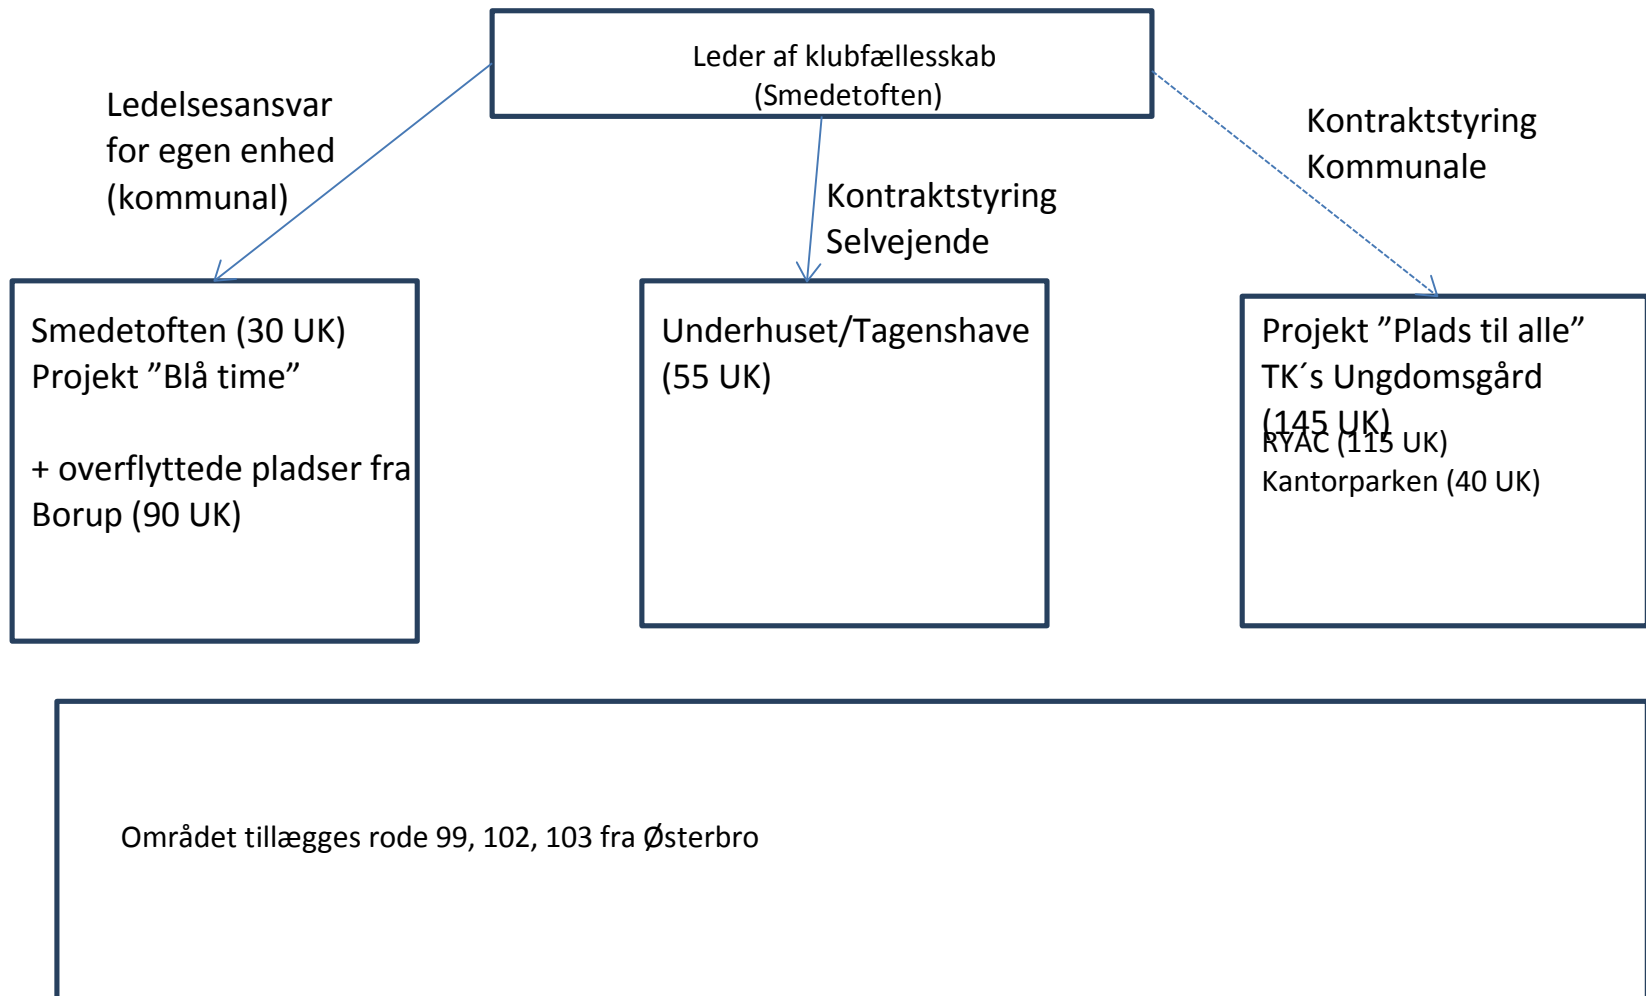 Leder af klubfællesskab
(Smedetoften)
Ledelsesansvar
for egen enhed
(kommunal)
Kontraktstyring
Selvejende
Kontraktstyring
Kommunale
Smedetoften (30 UK)
Projekt ”Blå time”
+ overflyttede pladser fra
Borup (90 UK)
Underhuset/Tagenshave
(55 UK)
Projekt ”Plads til alle”
TK´s Ungdomsgård
(145 UK)
RYAC (115 UK)
Kantorparken (40 UK)
Området tillægges rode 99, 102, 103 fra Østerbro